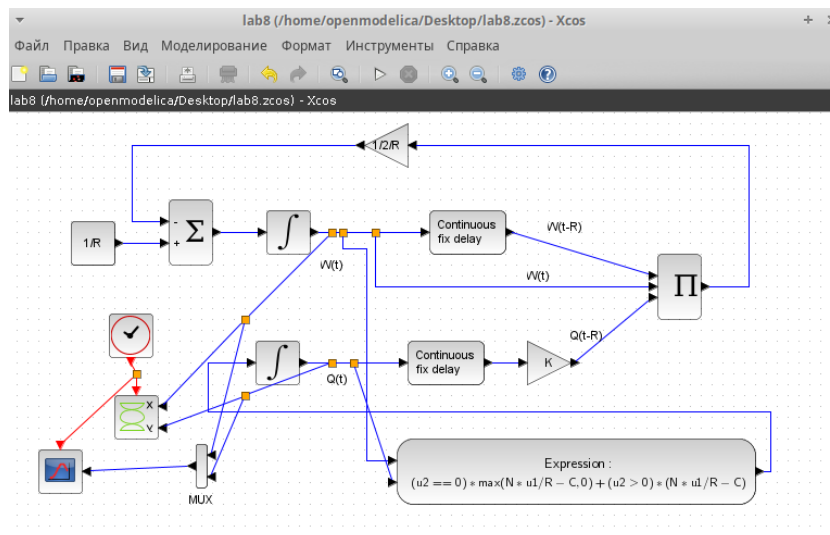 lab8 (/home/openmodelica/Desktop/lab8.zcos) - Xcos
Файл Правка Вид Моделирование Формат Инструменты Справка
lab8 (/home/openmodelica/Desktop/lab8.zcos) - Xcos
1/2/R
1/R
-
+
Σ
∫
W(t)
Continuous
fix delay
W(t-R)
W(t)
Π
Q(t-R)
∫
Q(t)
Continuous
fix delay
K
X
Y
MUX
Expression :
(u2 == 0) * max(N * u1/R − C,0) + (u2 > 0) * (N * u1/R − C)